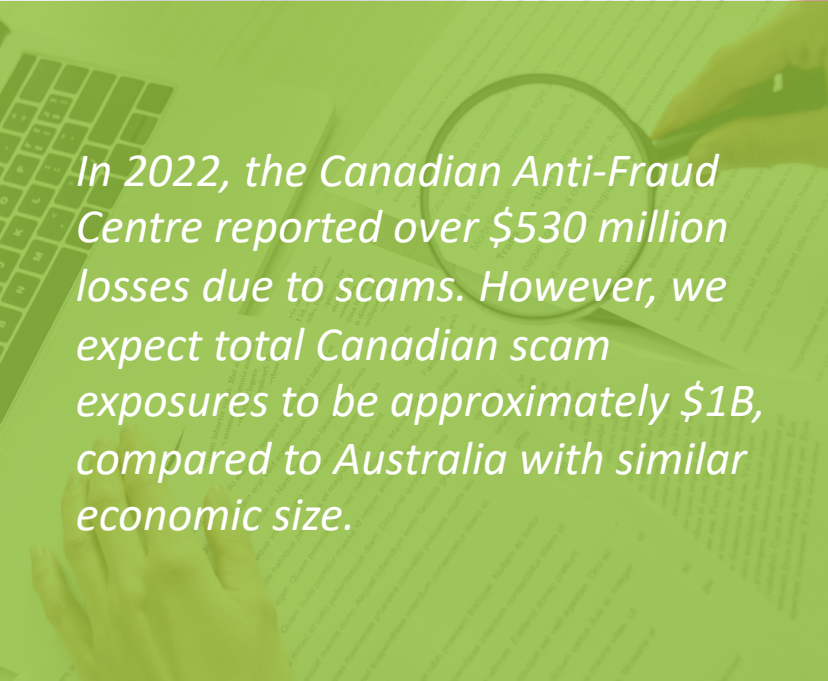 In 2022, the Canadian Anti-Fraud
Centre reported over $530 million
losses due to scams. However, we
expect total Canadian scam
exposures to be approximately $1B,
compared to Australia with similar
economic size.